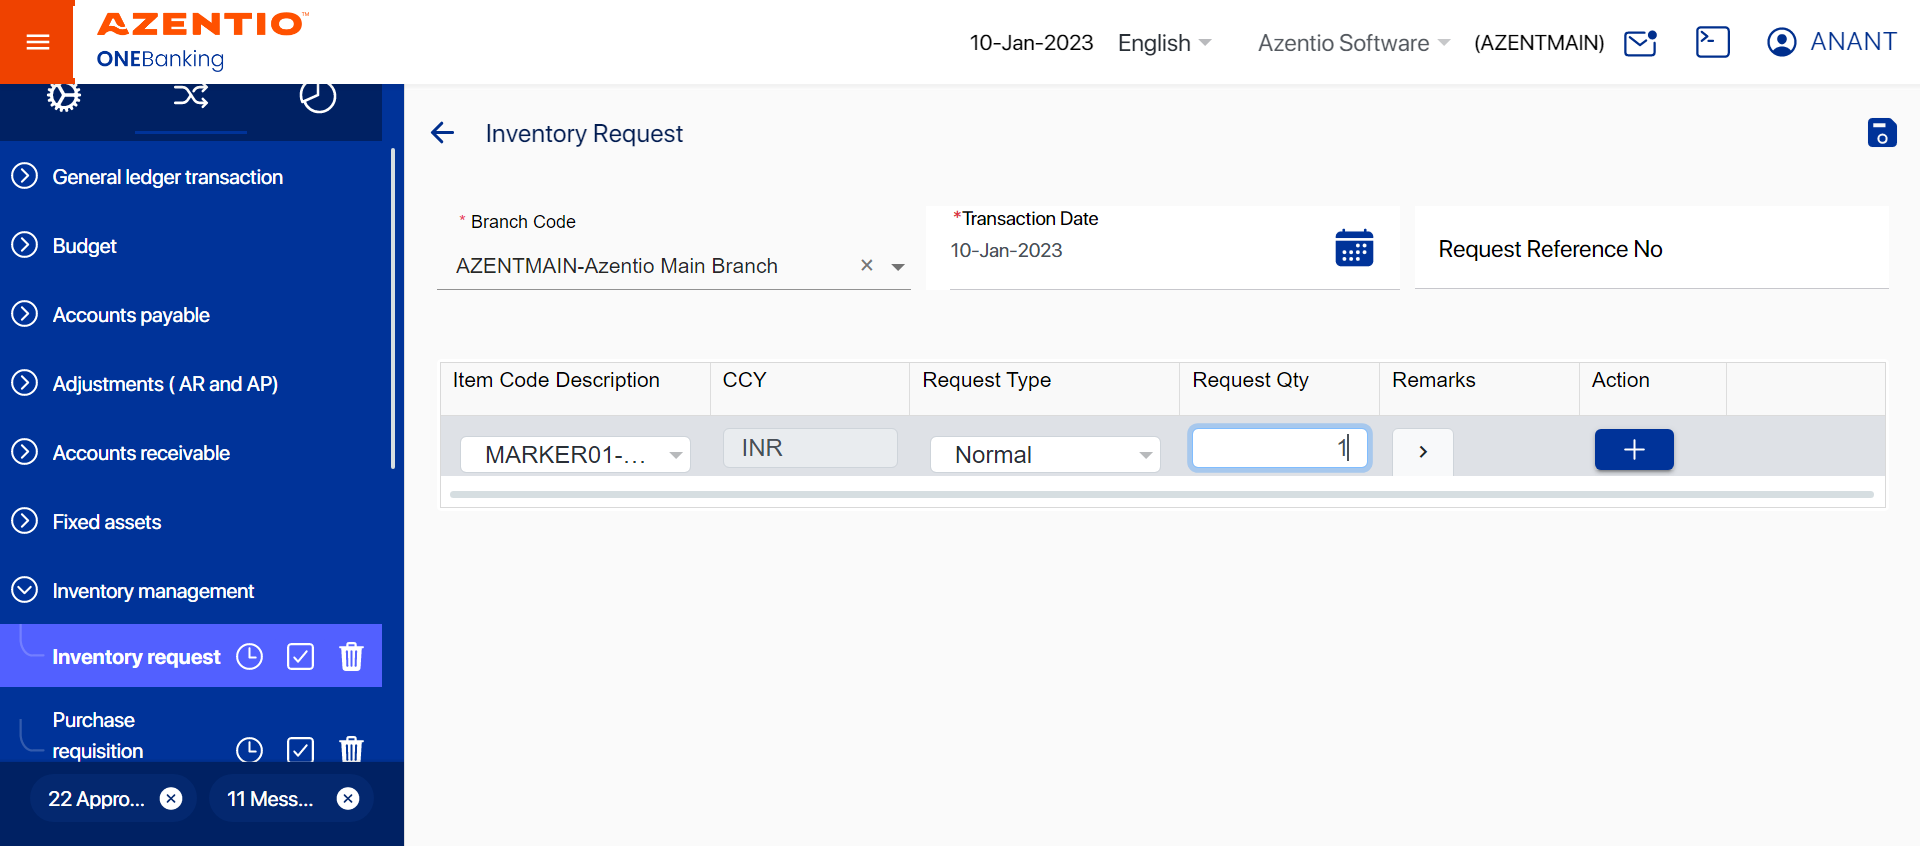 AZENTIO™
ONEBanking
10-Jan-2023
English
Azentio Software
(AZENTMAIN)
ANANT
General ledger transaction
Budget
Accounts payable
Adjustments ( AR and AP)
Accounts receivable
Fixed assets
Inventory management
Inventory request
Purchase
requisition
22 Appro...
11 Mess...
Inventory Request
* Branch Code
AZENTMAIN-Azentio Main Branch
*Transaction Date
10-Jan-2023
Request Reference No
Item Code Description
CCY
Request Type
Request Qty
Remarks
Action
MARKER01-...
INR
Normal
1